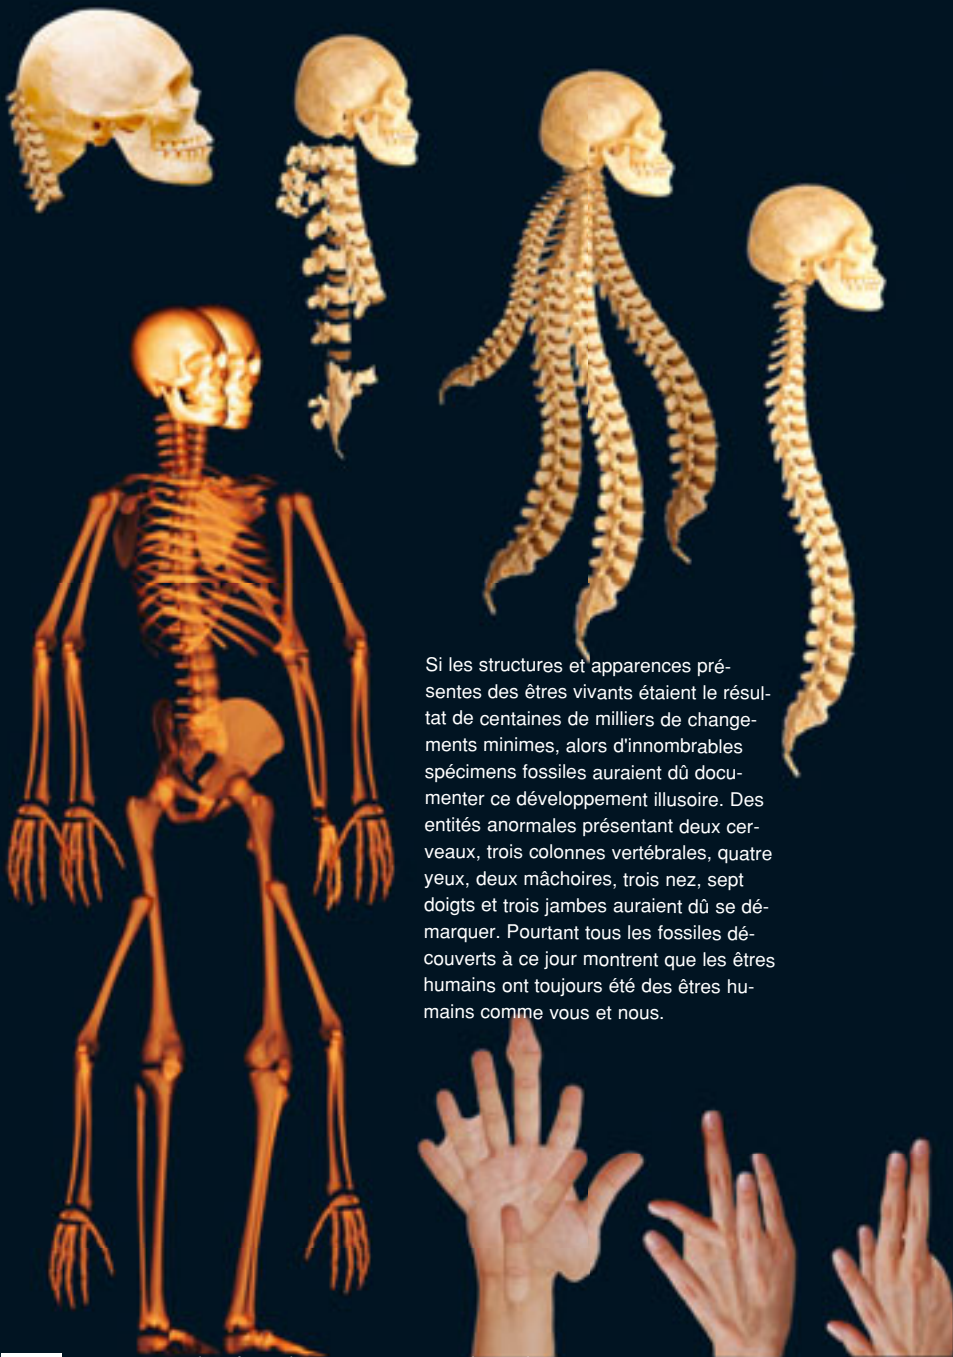 Si les structures et apparences pré-
sentes des êtres vivants étaient le résul-
tat de centaines de milliers de change-
ments minimes, alors d'innombrables
spécimens fossiles auraient dû docu-
menter ce développement illusoire. Des
entités anormales présentant deux cer-
veaux, trois colonnes vertébrales, quatre
yeux, deux mâchoires, trois nez, sept
doigts et trois jambes auraient dû se dé-
marquer. Pourtant tous les fossiles dé-
couverts à ce jour montrent que les êtres
humains ont toujours été des êtres hu-
mains comme vous et nous.